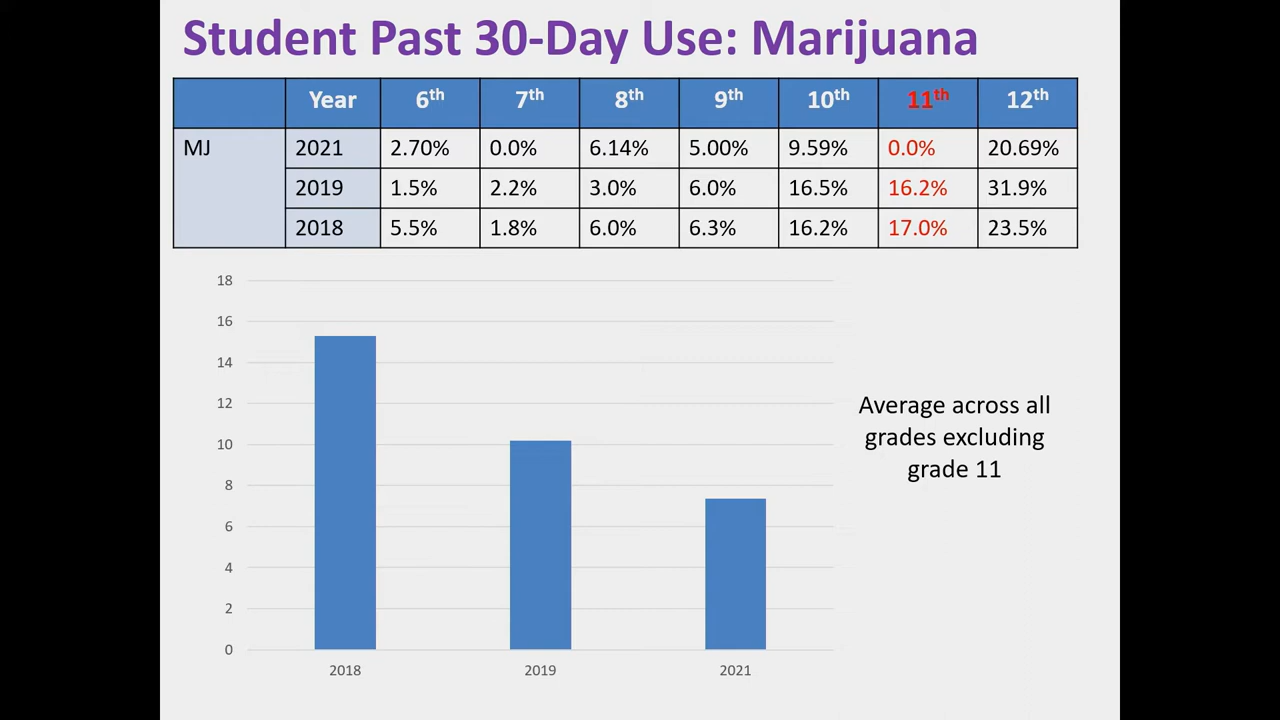 Student Past 30-Day Use: Marijuana
Year 6th 7th 8th 9th 10th 11th 12th
MJ 2021 2.70% 0.0% 6.14% 5.00% 9.59% 0.0% 20.69%
2019 1.5% 2.2% 3.0% 6.0% 16.5% 16.2% 31.9%
2018 5.5% 1.8% 6.0% 6.3% 16.2% 17.0% 23.5%
18
16
14
12
10
8
6
4
2
0
2018 2019 2021
Average across all
grades excluding
grade 11